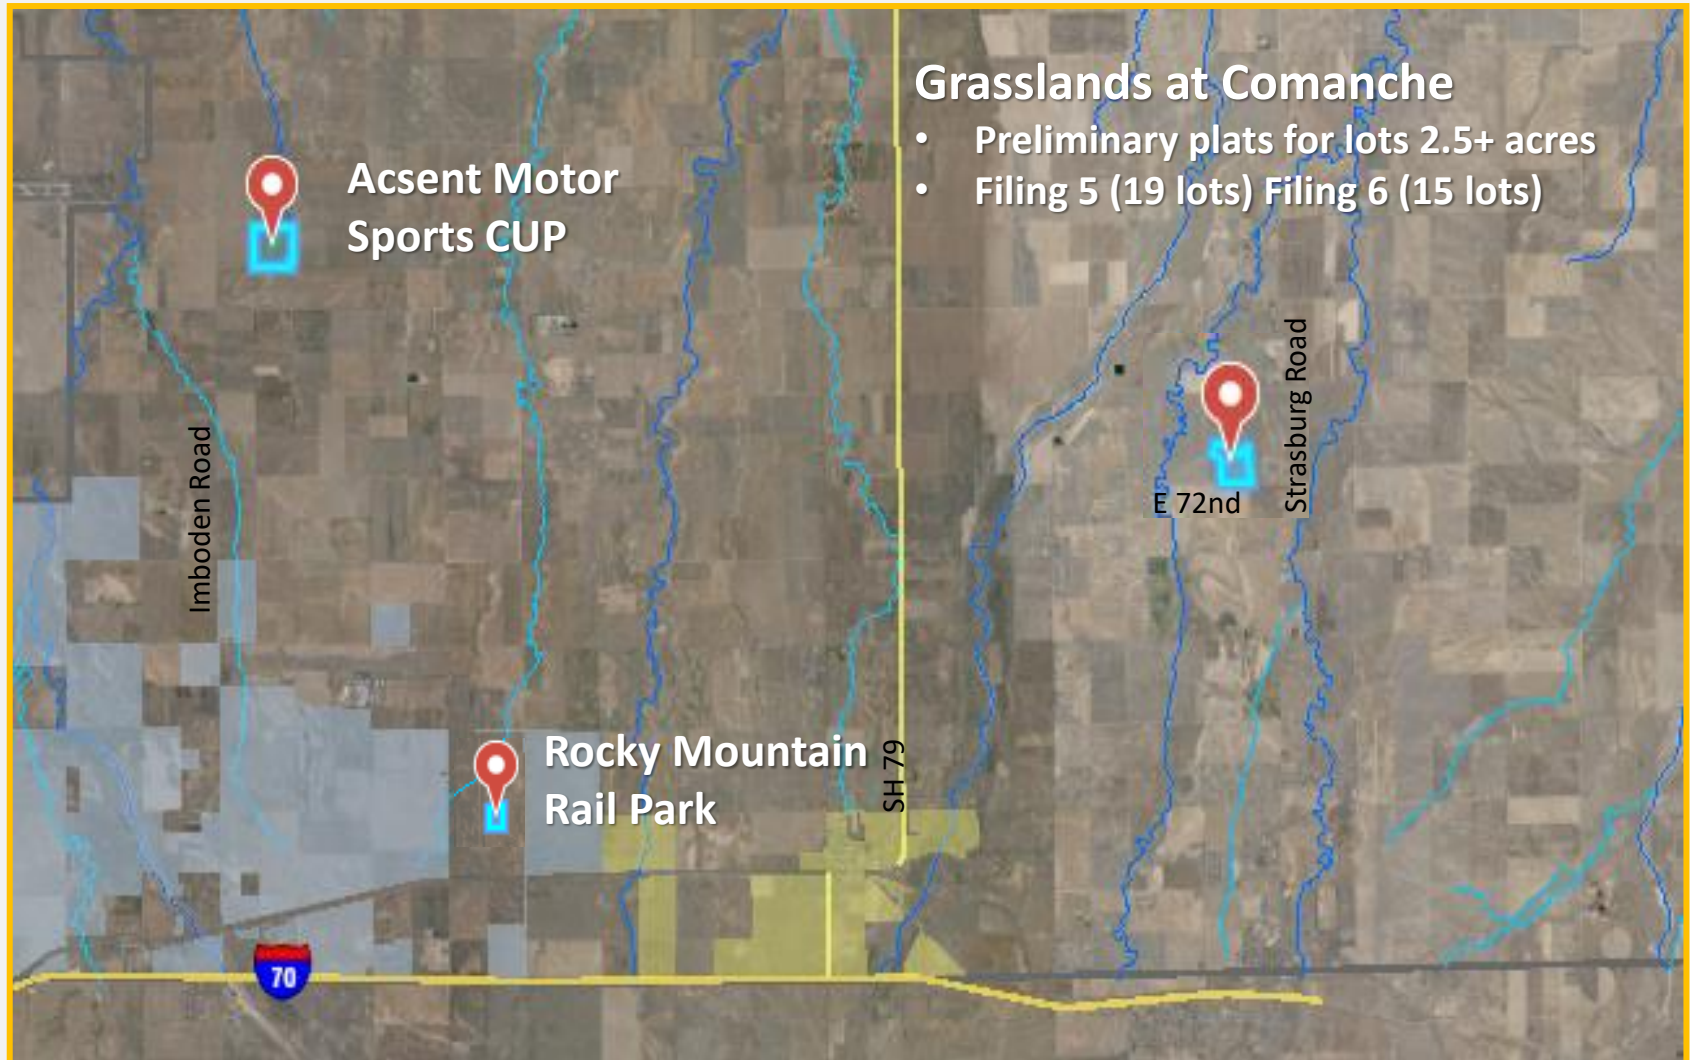 Grasslands at Comanche
• Preliminary plats for lots 2.5+ acres
• Filing 5 (19 lots) Filing 6 (15 lots)
Acsent Motor
Sports CUP
Strasburg Road
E 72nd
Imboden Road
Rocky Mountain
Rail Park
SH 79
70